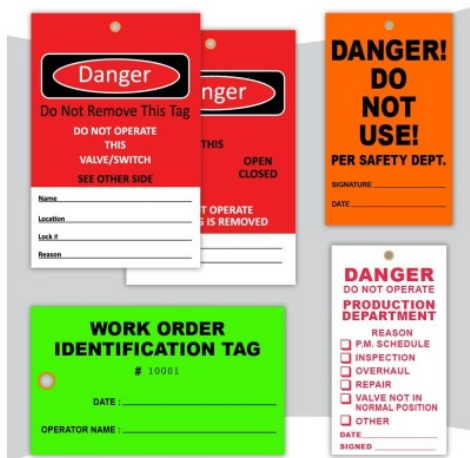 Danger
Do Not Remove This Tag
DO NOT OPERATE
THIS
VALVE/SWITCH
SEE OTHER SIDE
Name
Location
Lock #
Reason
THIS
OPEN
CLOSED
OPERATE
IS REMOVED
DANGER!
DO
NOT
USE!
PER SAFETY DEPT.
SIGNATURE
DATE
WORK ORDER
IDENTIFICATION TAG
# 10001
DATE :
OPERATOR NAME :
DANGER
DO NOT OPERATE
PRODUCTION
DEPARTMENT
REASON
P.M. SCHEDULE
INSPECTION
OVERHAUL
REPAIR
VALVE NOT IN
NORMAL POSITION
OTHER
DATE
SIGNED